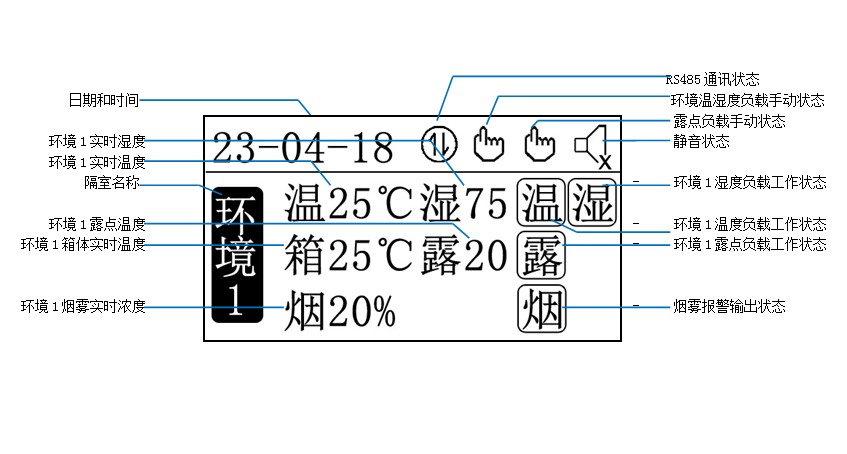 RS485 通讯状态
日期和时间
环境温湿度负载手动状态
露点负载手动状态
环境 1 实时湿度
23-04-18
静音状态
x
环境 1 实时温度
隔室名称
环境 1
温25℃湿75
温 湿
环境 1 湿度负载工作状态
环境 1 露点温度
环境 1 温度负载工作状态
环境 1 箱体实时温度
箱25℃露20
露
环境 1 露点负载工作状态
环境 1 烟雾实时浓度
烟20%
烟
烟雾报警输出状态